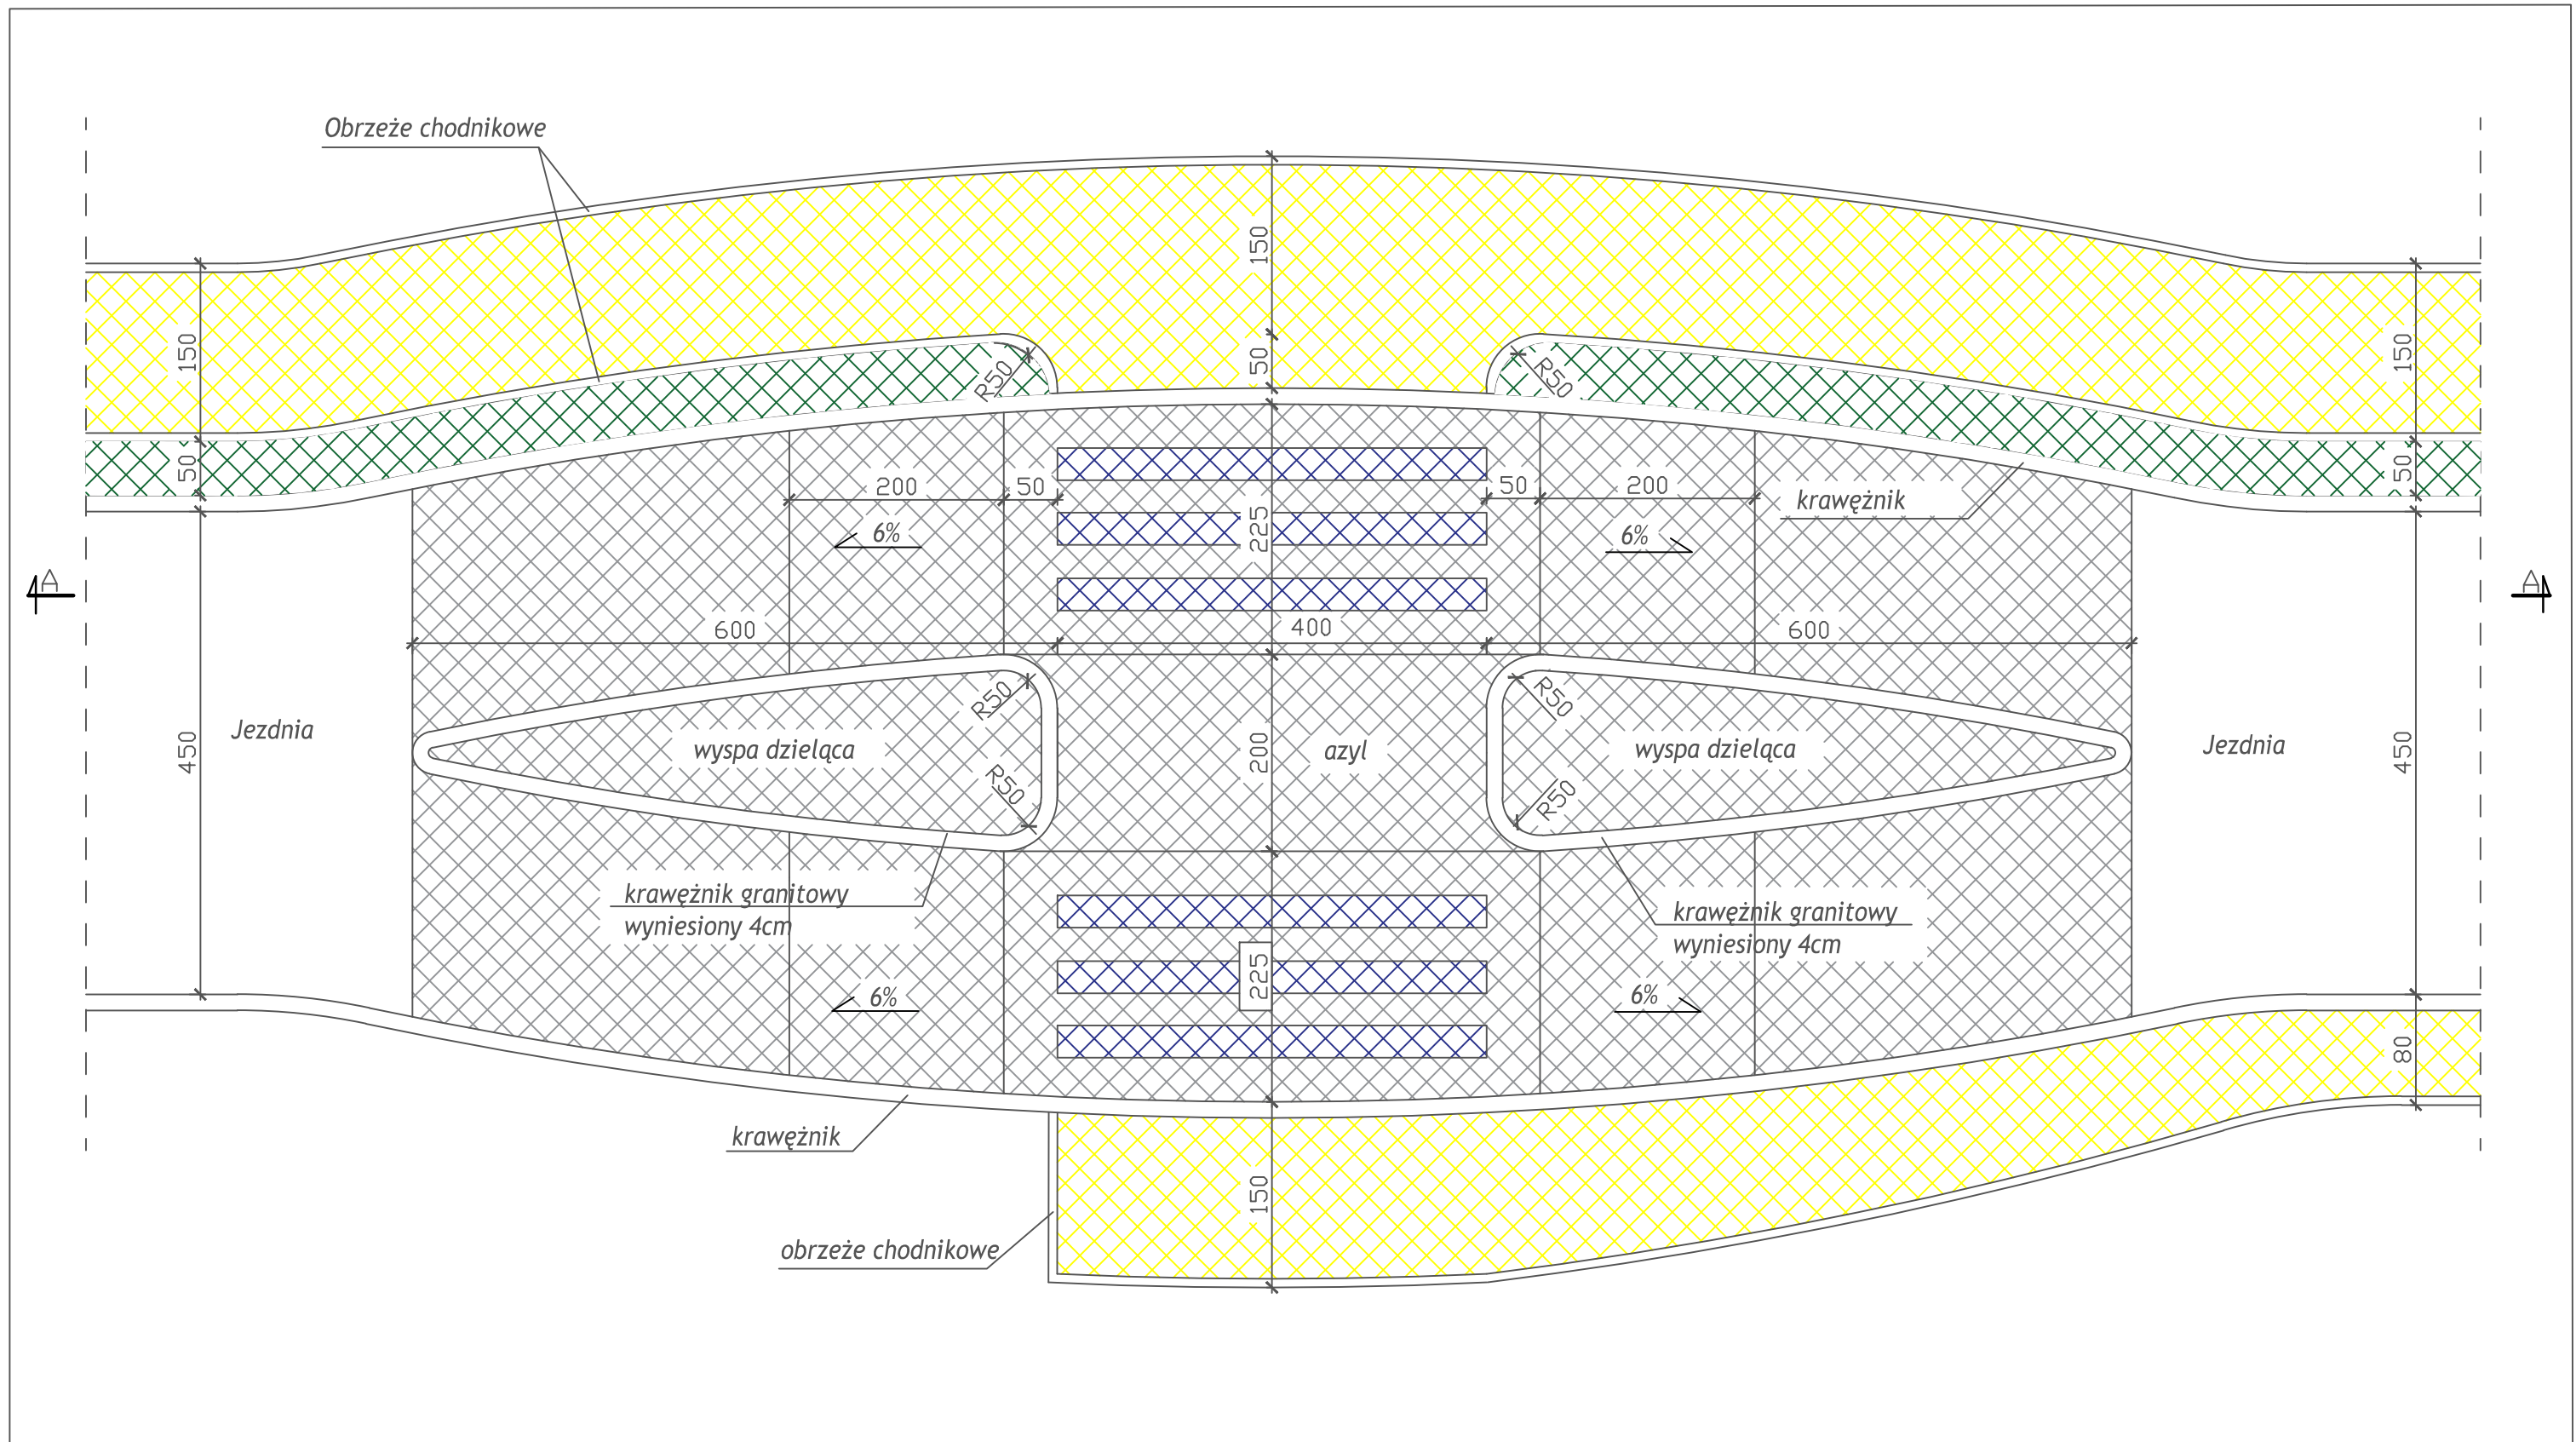 Obrzeże chodnikowe
150
150
150
50
50
50
R50
R50
200
50
50
200
krawężnik
6%
225
6%
A
A
600
400
600
R50
R50
Jezdnia
450
wyspa dzieląca
200
azyl
wyspa dzieląca
Jezdnia
450
R50
R50
krawężnik granitowy
wyniesiony 4cm
krawężnik granitowy
wyniesiony 4cm
225
6%
6%
80
krawężnik
150
obrzeże chodnikowe